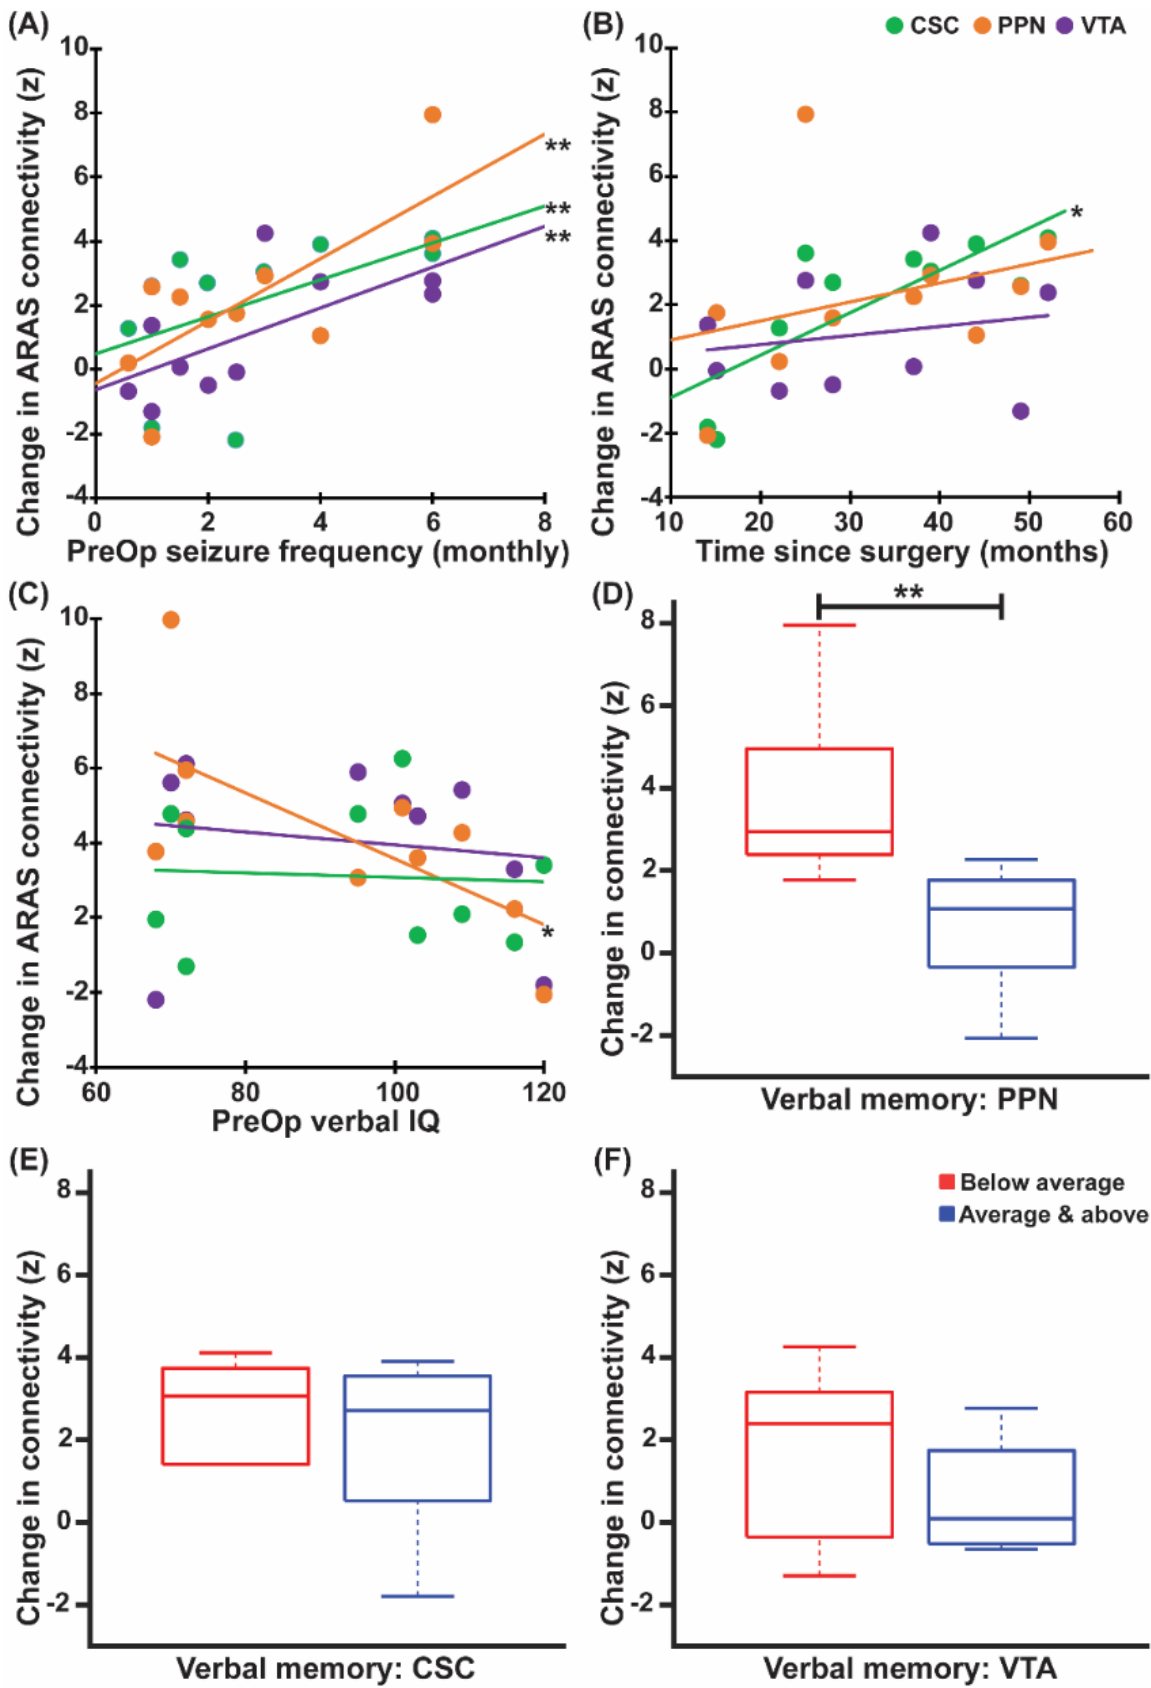 (A)
Change in ARAS connectivity (z)
10
8
6
4
2
0
-2
-4
**
**
**
0 2 4 6 8
PreOp seizure frequency (monthly)
(B)
CSC PPN VTA
Change in ARAS connectivity (z)
10
8
6
4
2
0
-2
-4
*
10 20 30 40 50 60
Time since surgery (months)
(C)
Change in ARAS connectivity (z)
10
8
6
4
2
-2
-4
*
60 80 100 120
PreOp verbal IQ
(D)
Change in connectivity (z)
**
8
6
4
2
0
-2
Verbal memory: PPN
(E)
Change in connectivity (z)
8
6
4
2
0
-2
Verbal memory: CSC
(F)
Below average
Average & above
Change in connectivity (z)
8
6
4
2
0
-2
Verbal memory: VTA